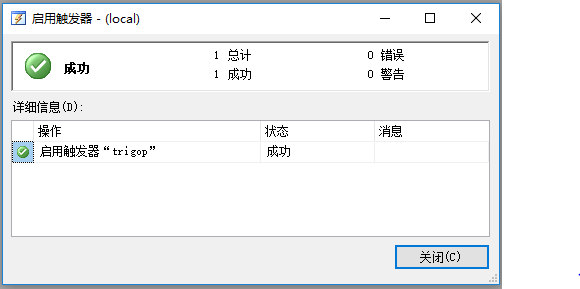 启用触发器 - (local)
成功
1 总计
0 错误
1 成功
0 警告
详细信息(D):
操作 状态 消息
启用触发器“trigop” 成功
关闭(C)